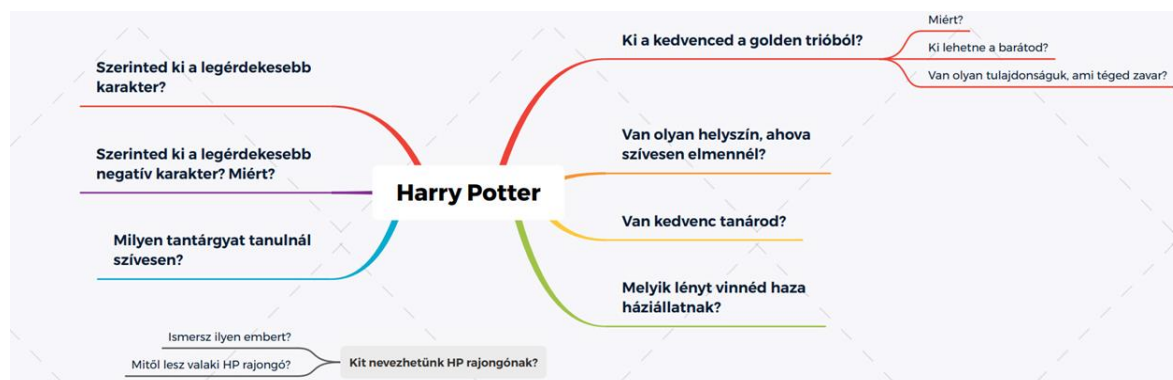 Harry Potter
Ki a kedvenced a golden trióból?
Miért?
Ki lehetne a barátod?
Van olyan tulajdonságuk, ami téged zavar?
Van olyan helyszín, ahova
szívesen elmennél?
Van kedvenc tanárod?
Melyik lényt vinnéd haza
háziállatnak?
Szerinted ki a legérdekesebb
karakter?
Szerinted ki a legérdekesebb
negatív karakter? Miért?
Milyen tantárgyat tanulnál
szívesen?
Kit nevezhetünk HP rajongónak?
Ismersz ilyen embert?
Mitől lesz valaki HP rajongó?